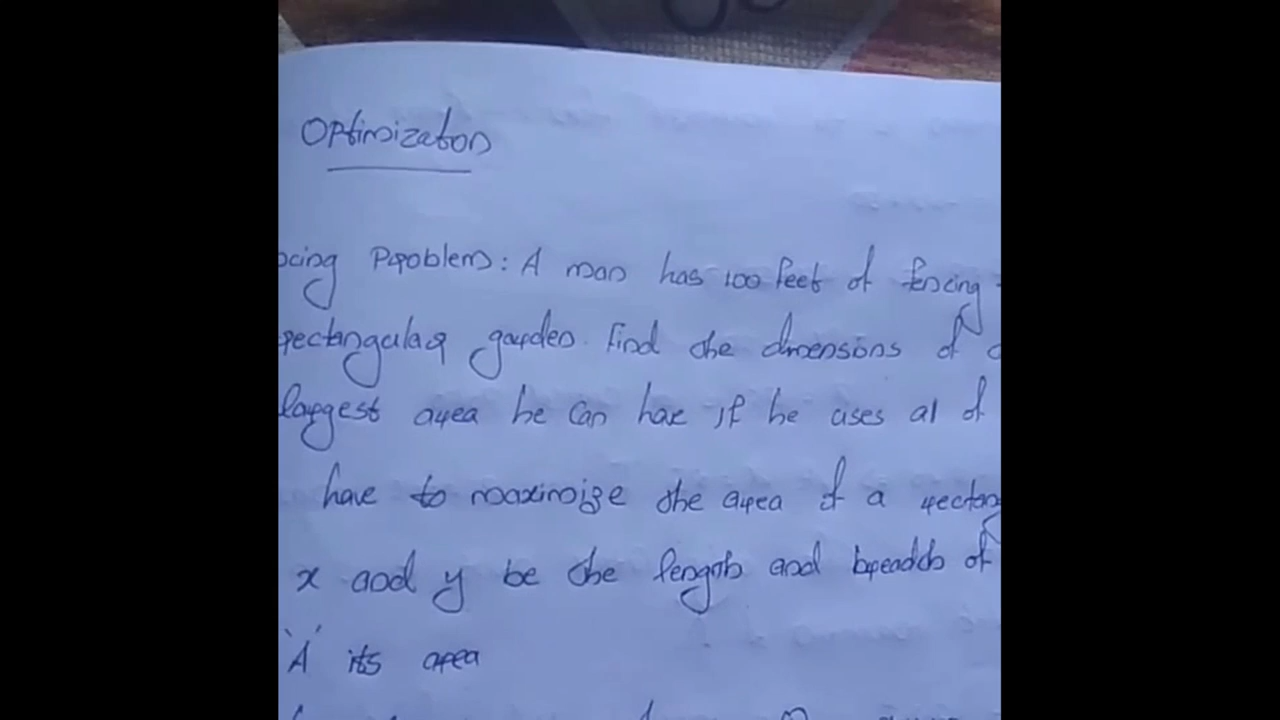 Optimization
ncing Problem: A man has 100 feet of fencing
rectangular garden. Find the dimensions of
largest area he can have if he uses all of
have to maximize the area of a rectang
x and y be the length and breadth of
'A' its area